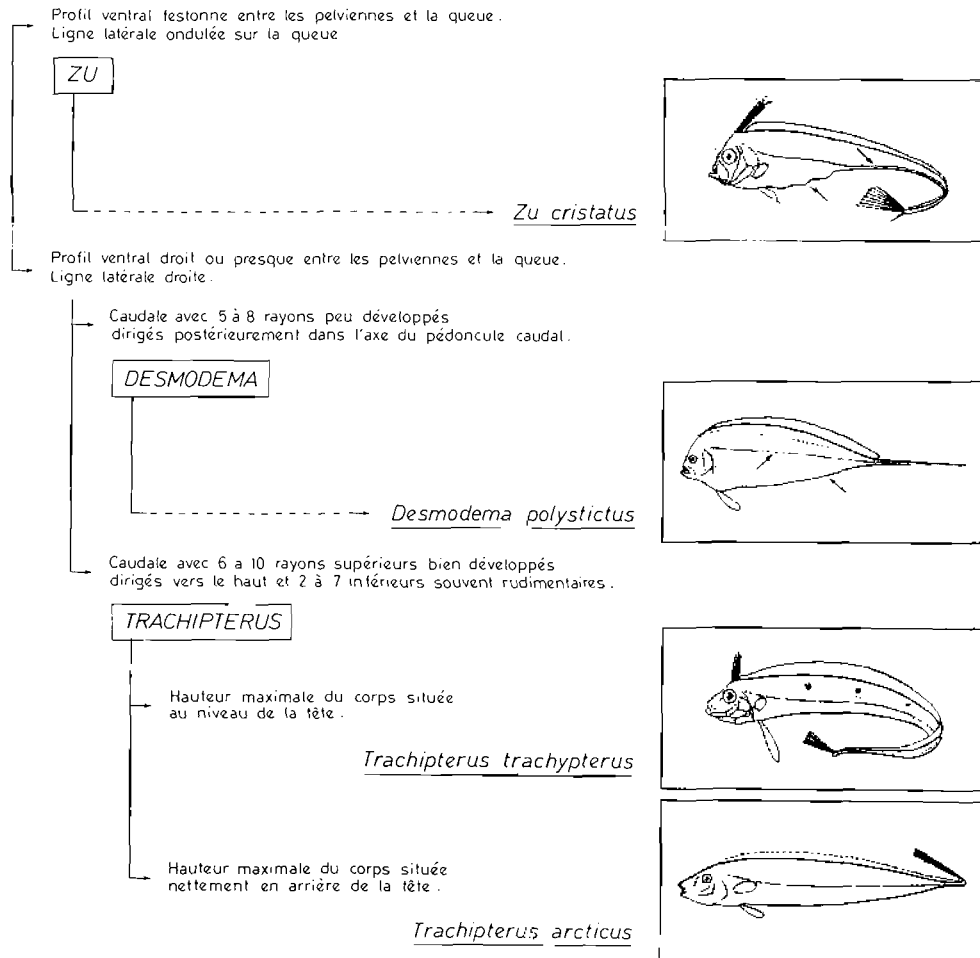 Profil ventral festonne entre les pelviennes et la queue.
Ligne latérale ondulée sur la queue
ZU
Zu cristatus
Profil ventral droit ou presque entre les pelviennes et la queue.
Ligne latérale droite.
Caudale avec 5 à 8 rayons peu développés
dirigés postérieurement dans l'axe du pédoncule caudal.
DESMODEMA
Desmodema polystictus
Caudale avec 6 a 10 rayons supérieurs bien développés
dirigés vers le haut et 2 à 7 inférieurs souvent rudimentaires.
TRACHIPTERUS
Hauteur maximale du corps située
au niveau de la tête.
Trachipterus trachypterus
Hauteur maximale du corps située
nettement en arrière de la tête.
Trachipterus arcticus